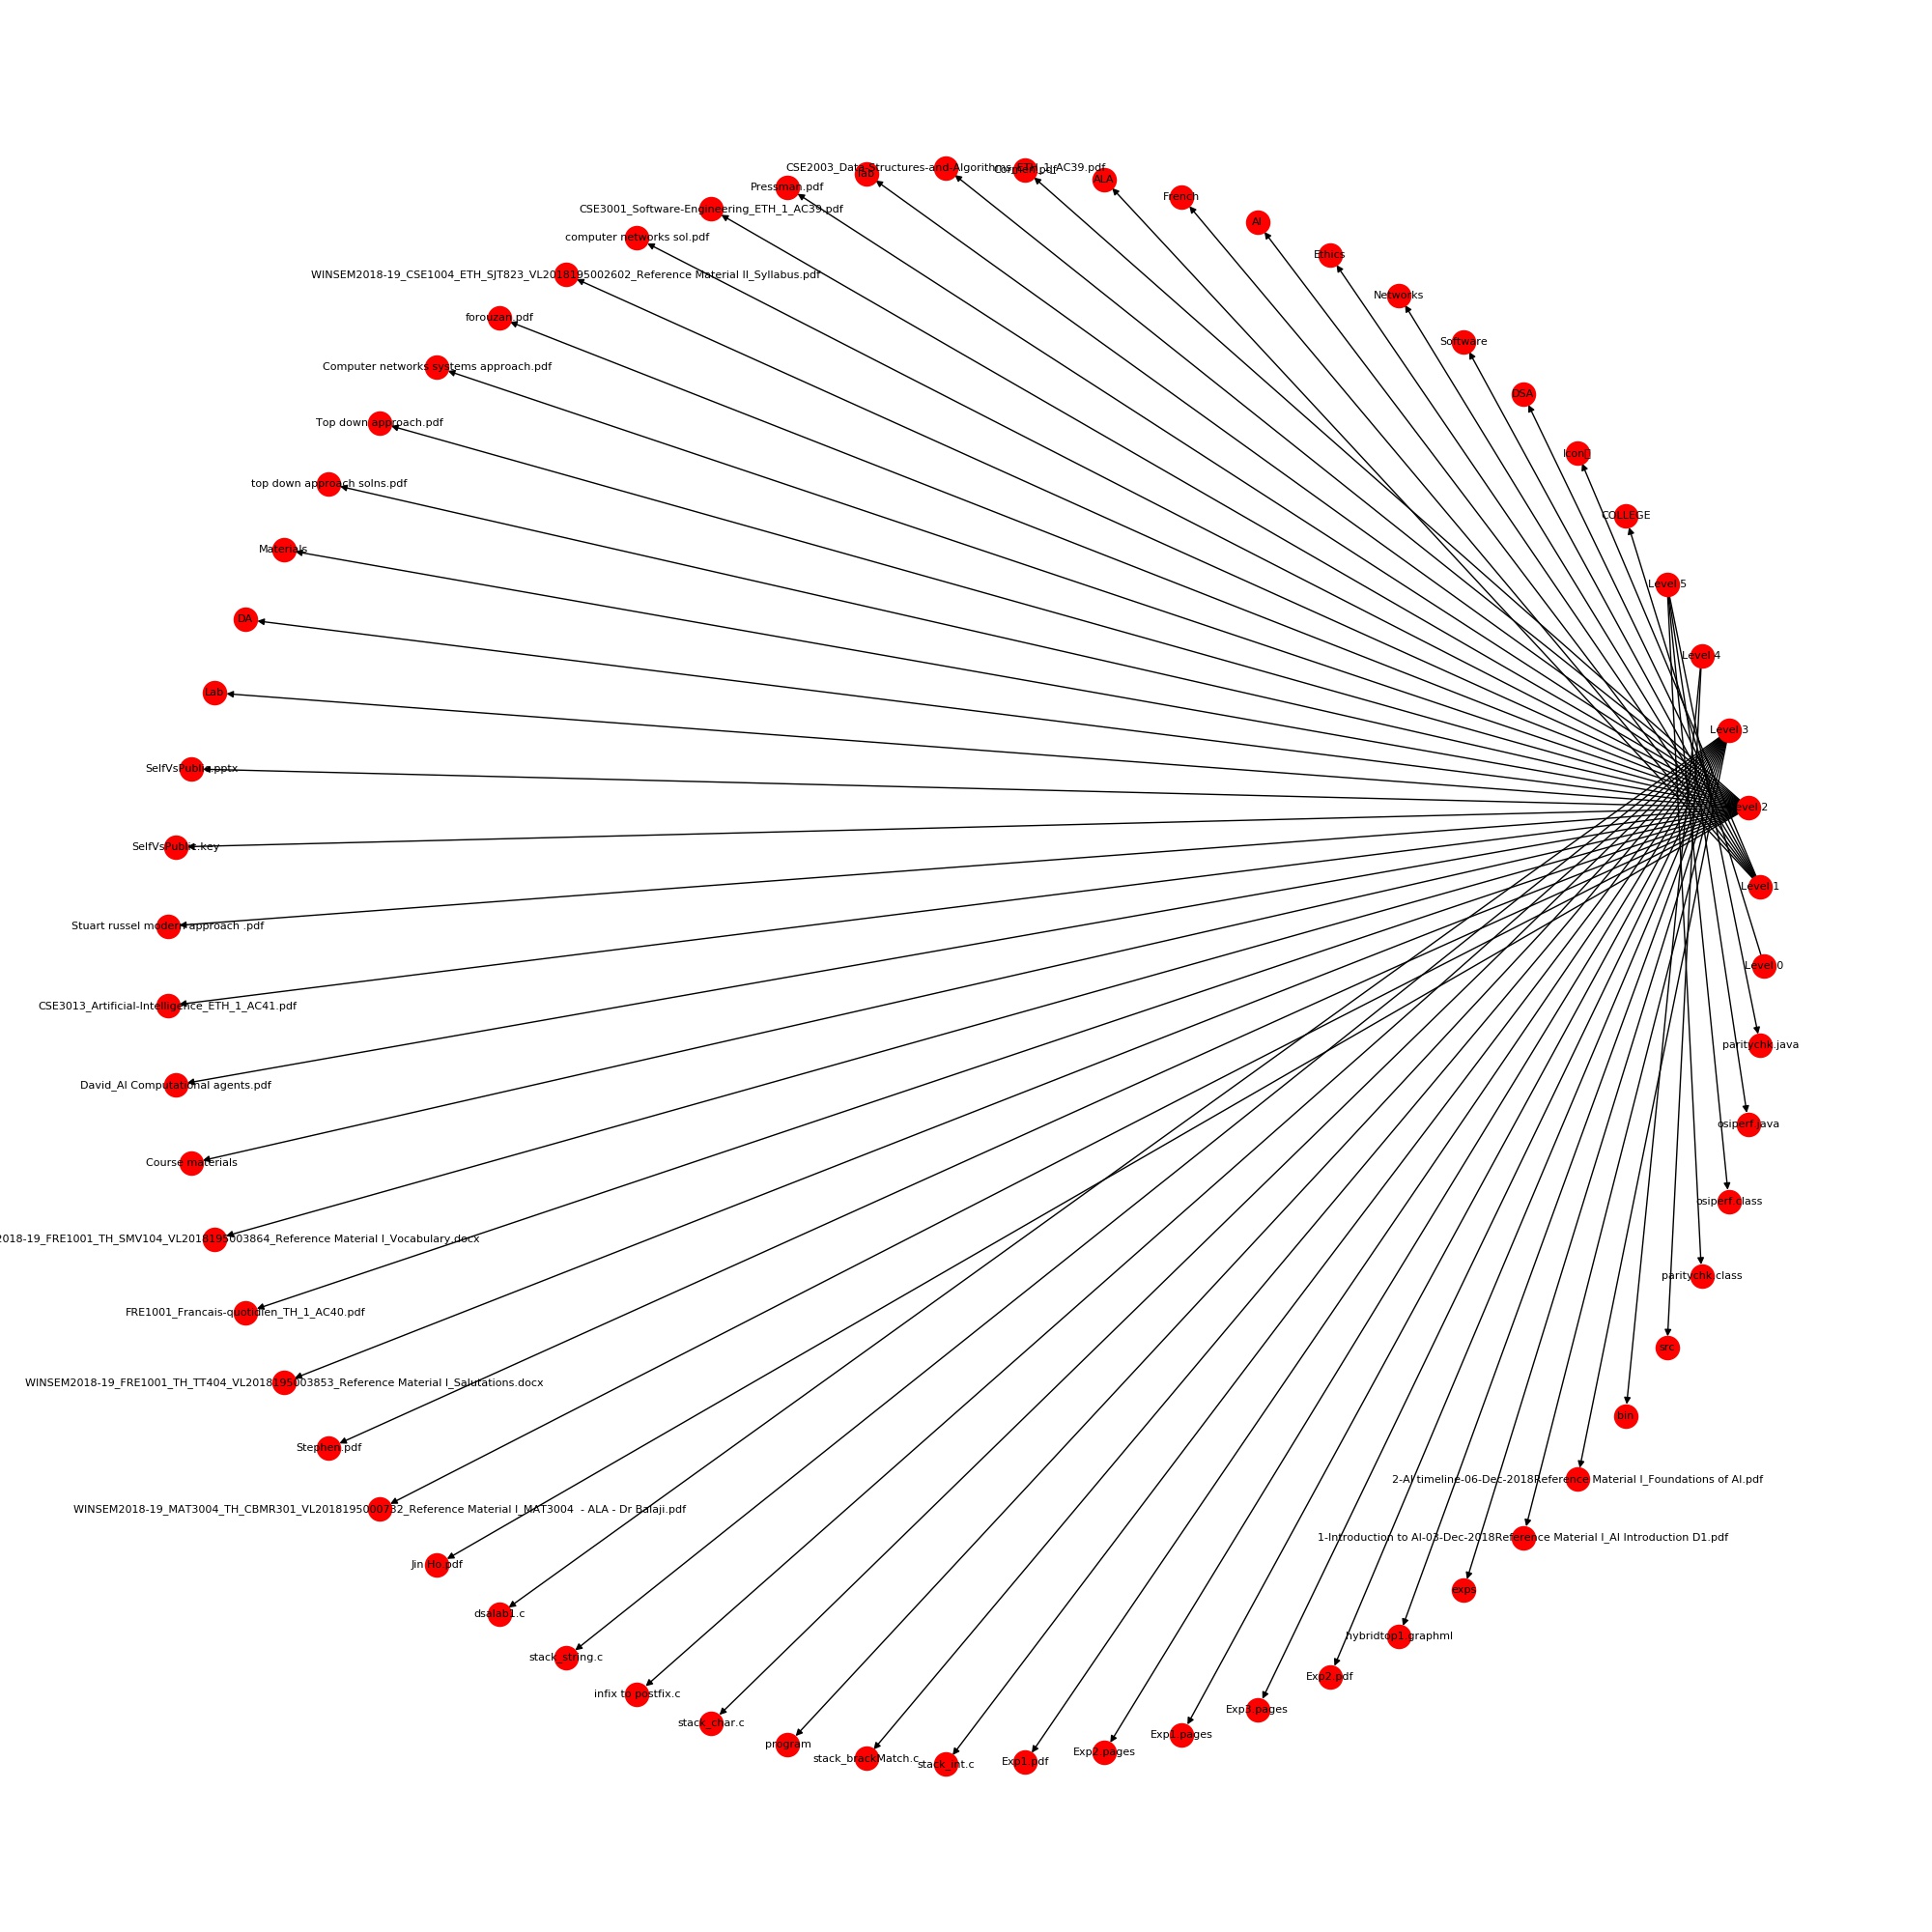 CSE2003_Data-Structures-and-Algorithms_ETH_1_AC39.pdf
Cormen.pdf
lab
ALA
Pressman.pdf
French
CSE3001_Software-Engineering_ETH_1_AC39.pdf
AI
computer networks sol.pdf
Ethics
WINSEM2018-19_CSE1004_ETH_SJT823_VL2018195002602_Reference Material II_Syllabus.pdf
Networks
forouzan.pdf
Software
Computer networks systems approach.pdf
DSA
Top down approach.pdf
Icon
top down approach solns.pdf
COLLEGE
Materials
Level 5
DA
Level 4
Lab
Level 3
SelfVsPublic.pptx
Level 2
SelfVsPublic.key
Level 1
Stuart russel modern approach .pdf
Level 0
CSE3013_Artificial-Intelligence_ETH_1_AC41.pdf
paritychk.java
David_AI Computational agents.pdf
osiperf.java
Course materials
osiperf.class
2018-19_FRE1001_TH_SMV104_VL2018195003864_Reference Material I_Vocabulary.docx
paritychk.class
FRE1001_Francais-quotidien_TH_1_AC40.pdf
src
WINSEM2018-19_FRE1001_TH_TT404_VL2018195003853_Reference Material I_Salutations.docx
bin
Stephen.pdf
2-AI timeline-06-Dec-2018Reference Material I_Foundations of AI.pdf
WINSEM2018-19_MAT3004_TH_CBMR301_VL2018195000732_Reference Material I_MAT3004  - ALA - Dr Balaji.pdf
1-Introduction to AI-03-Dec-2018Reference Material I_AI Introduction D1.pdf
Jin Ho.pdf
exps
dsalab1.c
hybridtop1.graphml
stack_string.c
Exp2.pdf
infix to postfix.c
Exp3.pages
stack_char.c
Exp1.pages
program
Exp2.pages
stack_brackMatch.c
stack_int.c
Exp1.pdf